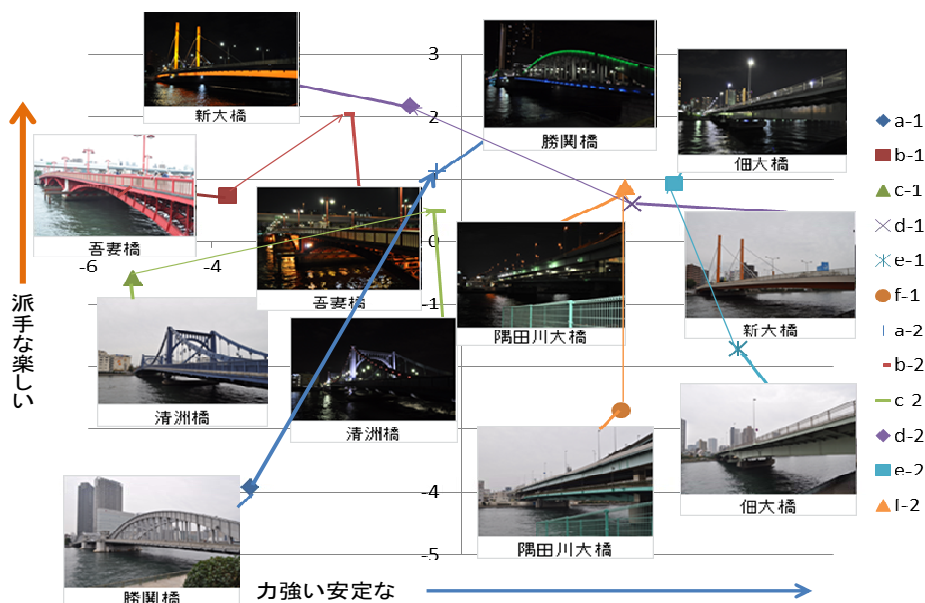 3
2
0
-1
-4
-5
-6
-4
新大橋
勝関橋
佃大橋
吾妻橋
吾妻橋
隅田川大橋
新大橋
清洲橋
清洲橋
佃大橋
隅田川大橋
勝関橋
派手な楽しい
力強い安定な
a-1
b-1
c-1
d-1
e-1
f-1
a-2
b-2
c-2
d-2
e-2
f-2